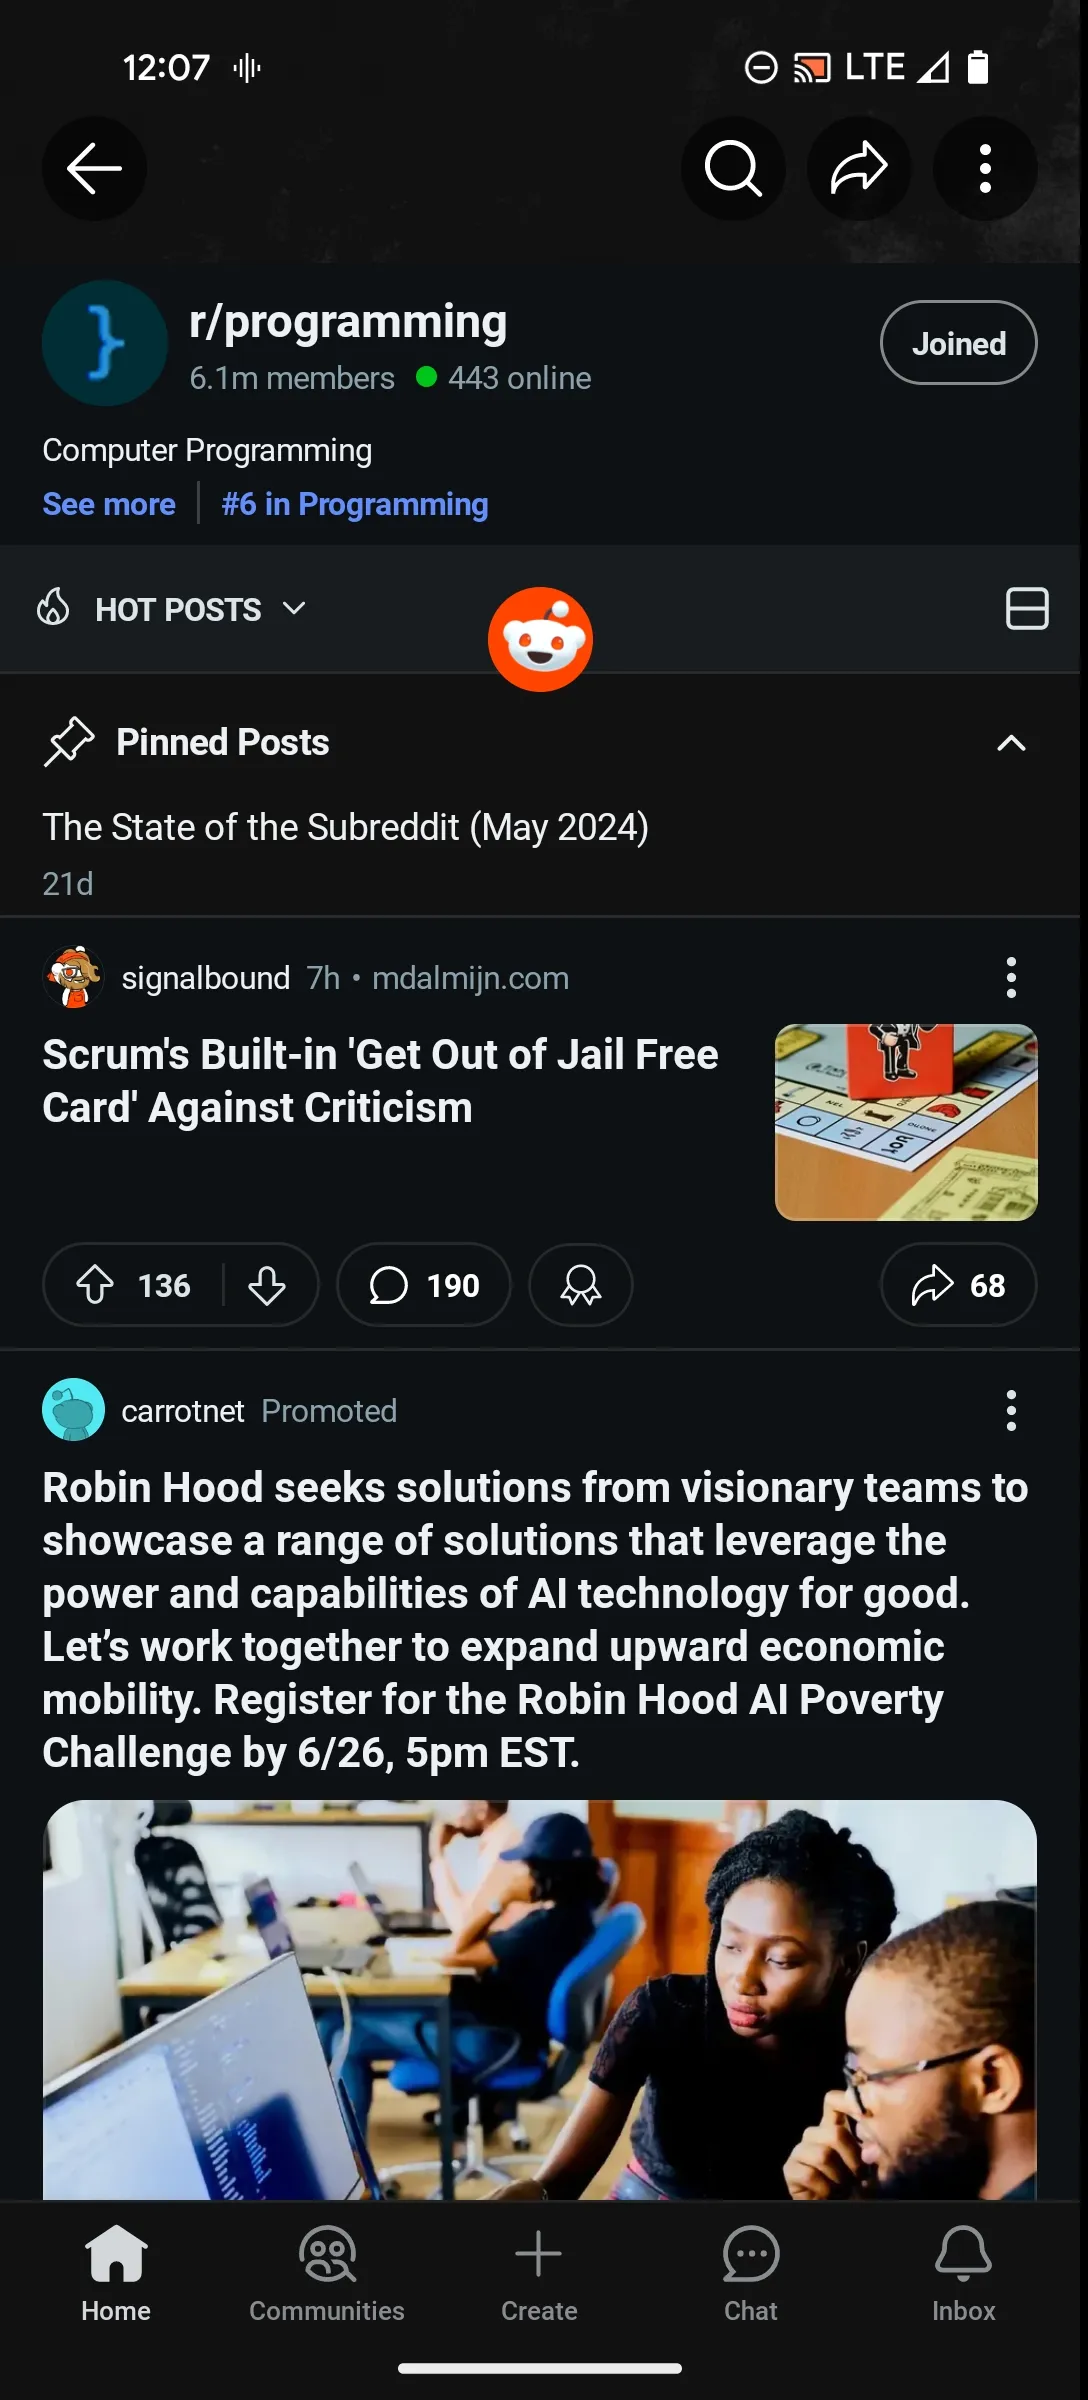 12:07
LTE
r/programming
Joined
6.1m members 443 online
Computer Programming
See more #6 in Programming
HOT POSTS
Pinned Posts
The State of the Subreddit (May 2024)
21d
signalbound 7h • mdalmijn.com
Scrum's Built-in 'Get Out of Jail Free
Card' Against Criticism
136 190 68
carrotnet Promoted
Robin Hood seeks solutions from visionary teams to
showcase a range of solutions that leverage the
power and capabilities of AI technology for good.
Let’s work together to expand upward economic
mobility. Register for the Robin Hood AI Poverty
Challenge by 6/26, 5pm EST.
Home Communities Create Chat Inbox